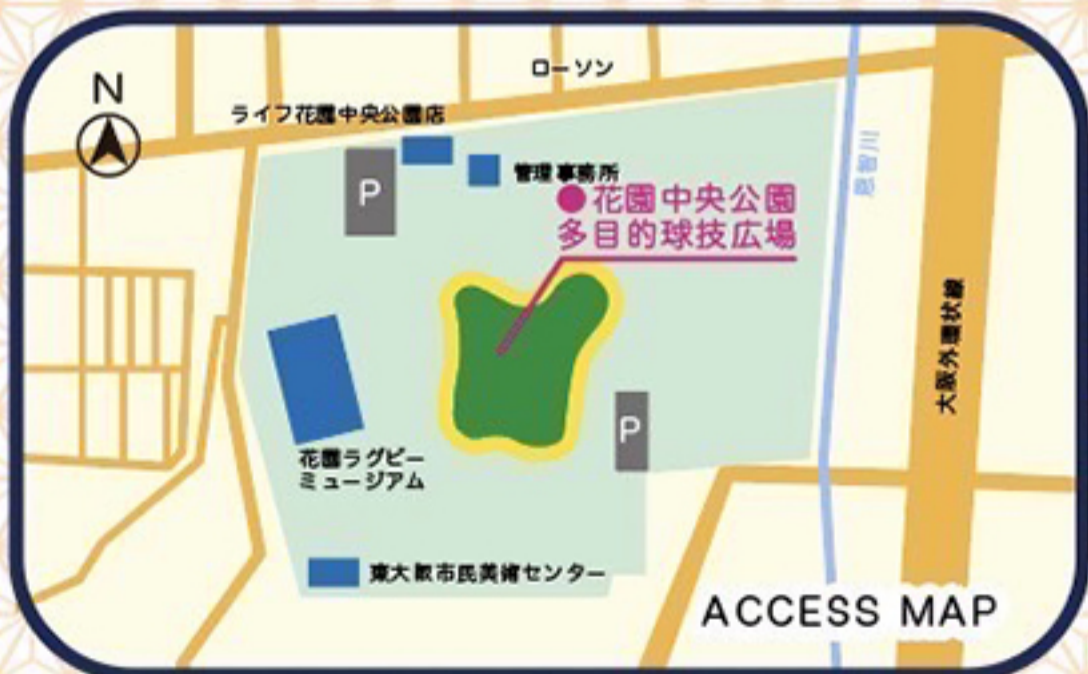 N
ローソン
ライフ花園中央公園店
P
管理事務所
●花園中央公園
多目的球技広場
恩智川
大阪外環状線
P
花園ラグビー
ミュージアム
東大阪市民美術センター
ACCESS MAP